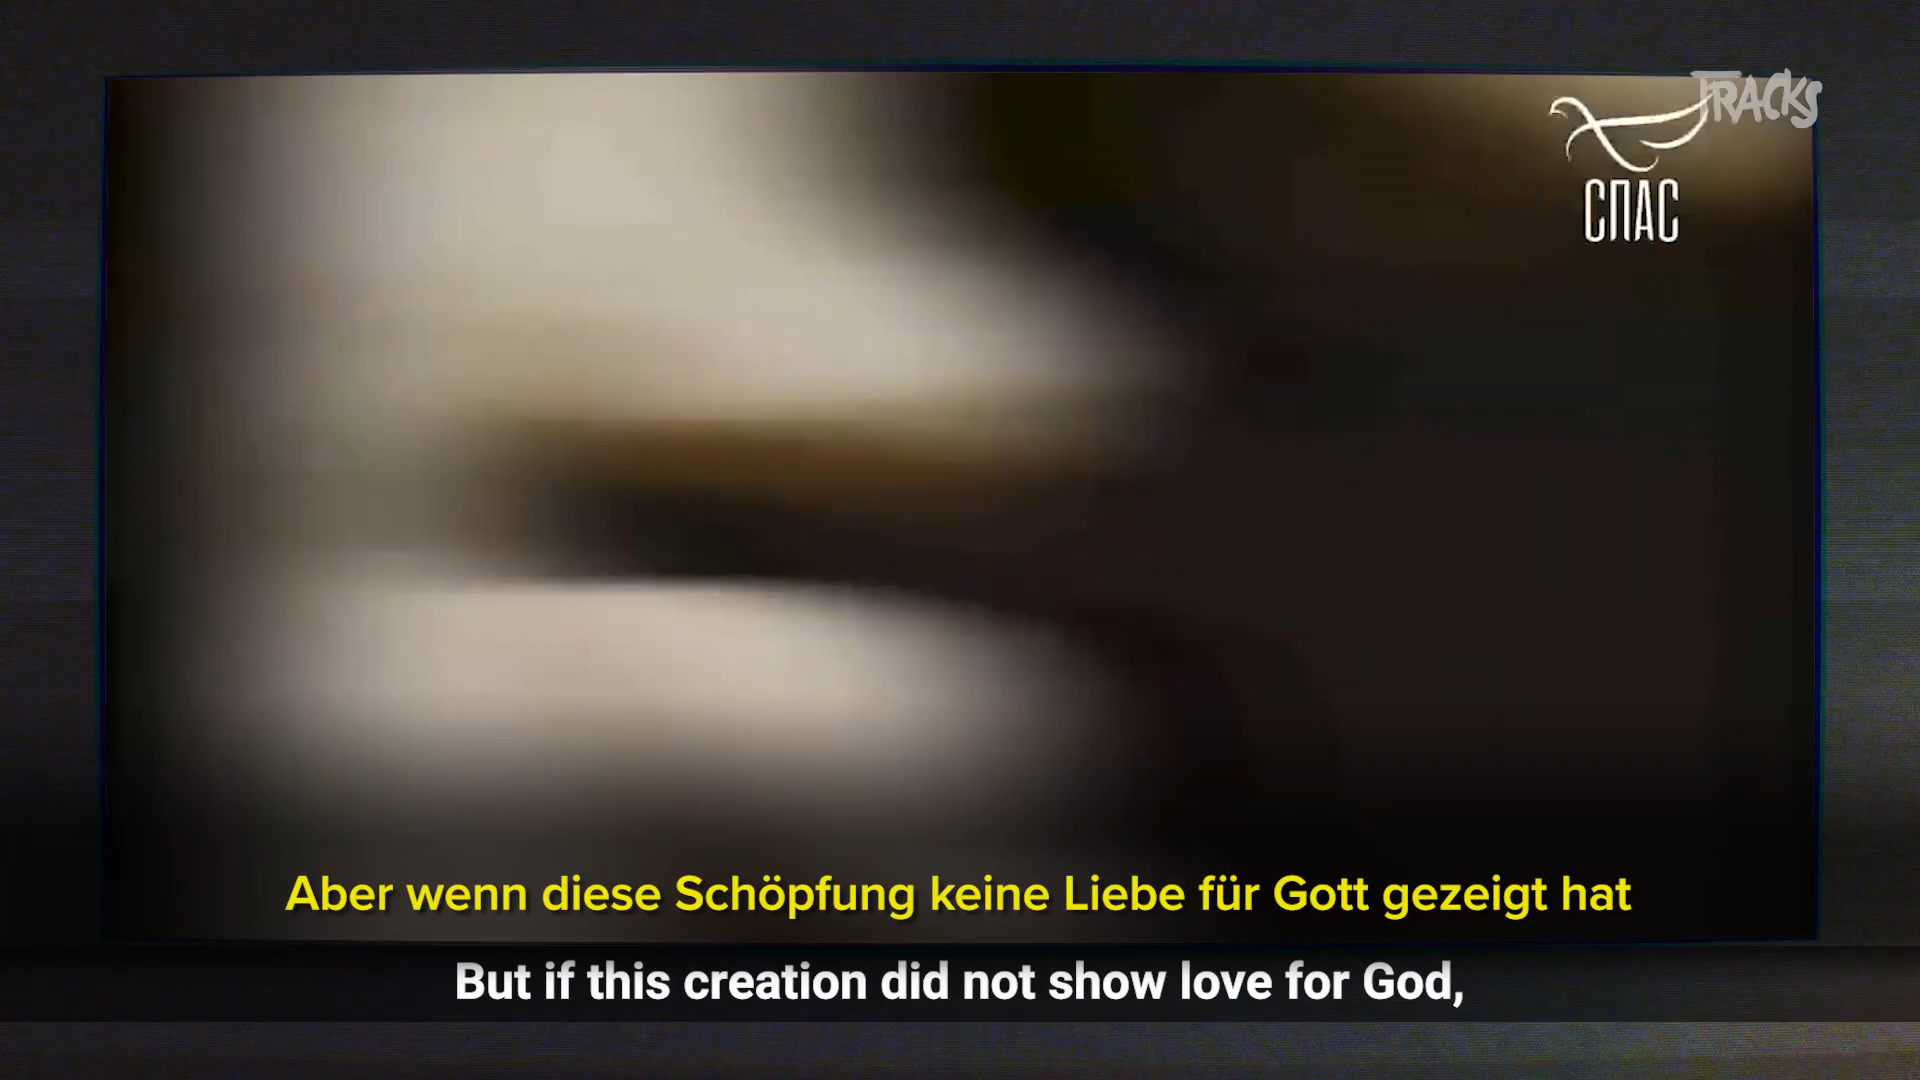 TRACKS
СПАС
Aber wenn diese Schöpfung keine Liebe für Gott gezeigt hat
But if this creation did not show love for God,